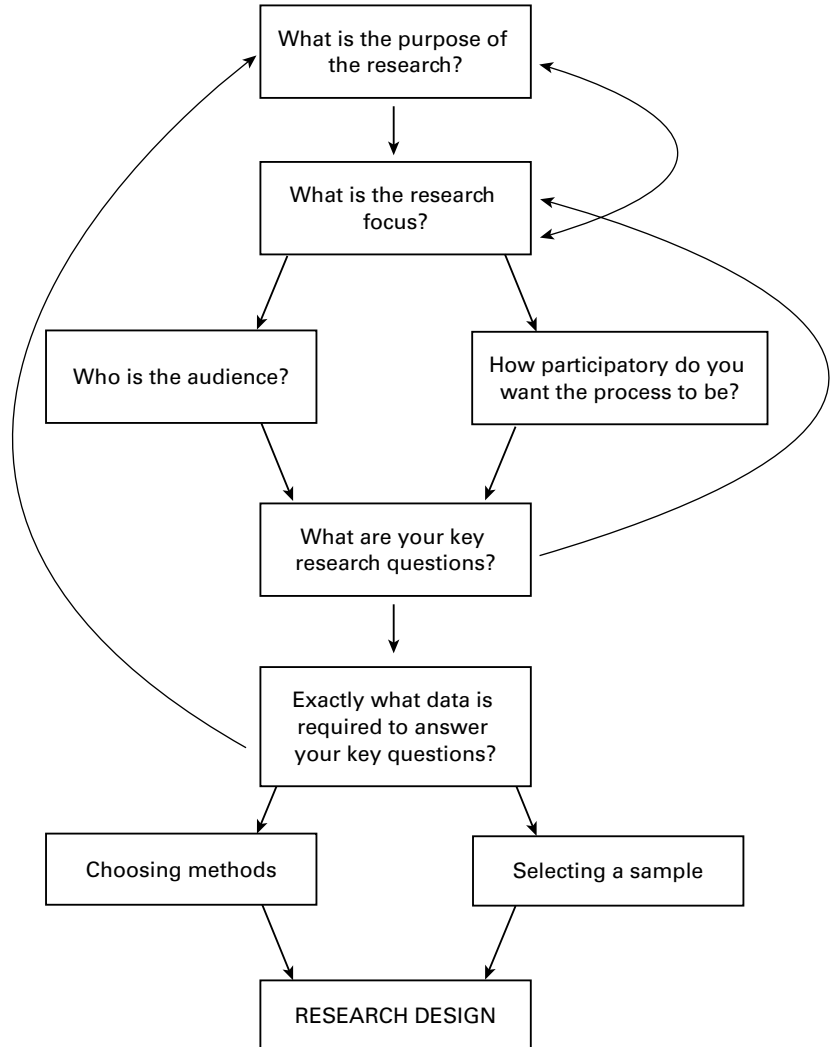 What is the purpose of
the research?
What is the research
focus?
Who is the audience?
How participatory do you
want the process to be?
What are your key
research questions?
Exactly what data is
required to answer
your key questions?
Choosing methods
Selecting a sample
RESEARCH DESIGN